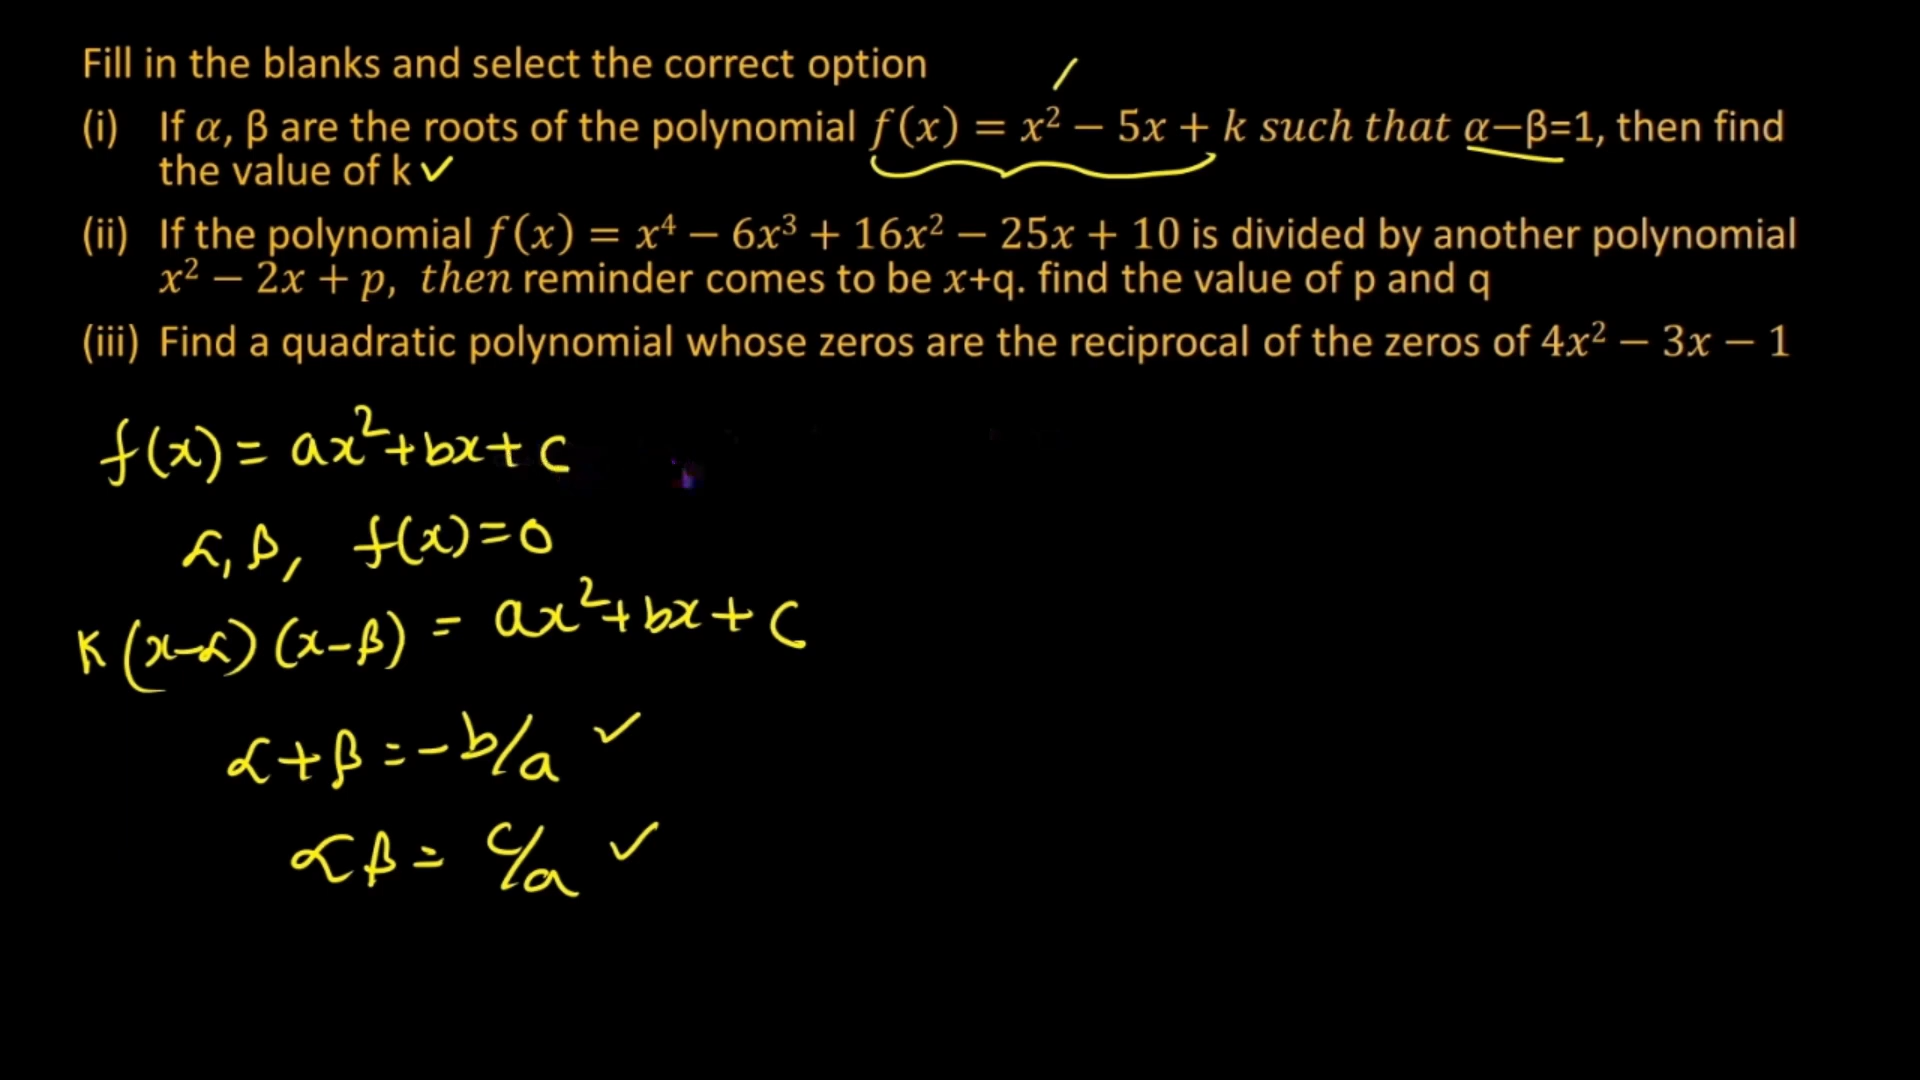 Fill in the blanks and select the correct option
(i) If α, β are the roots of the polynomial f(x) = x² − 5x + k such that α−β=1, then find
the value of k ✓
(ii) If the polynomial f(x) = x⁴ − 6x³ + 16x² − 25x + 10 is divided by another polynomial
x² − 2x + p, then reminder comes to be x+q. find the value of p and q
(iii) Find a quadratic polynomial whose zeros are the reciprocal of the zeros of 4x² − 3x − 1
f(x) = ax²+bx+c
α, β, f(x)=0
K(x-α)(x-β) = ax²+bx+c
α+β = -b/a ✓
αβ = c/a ✓